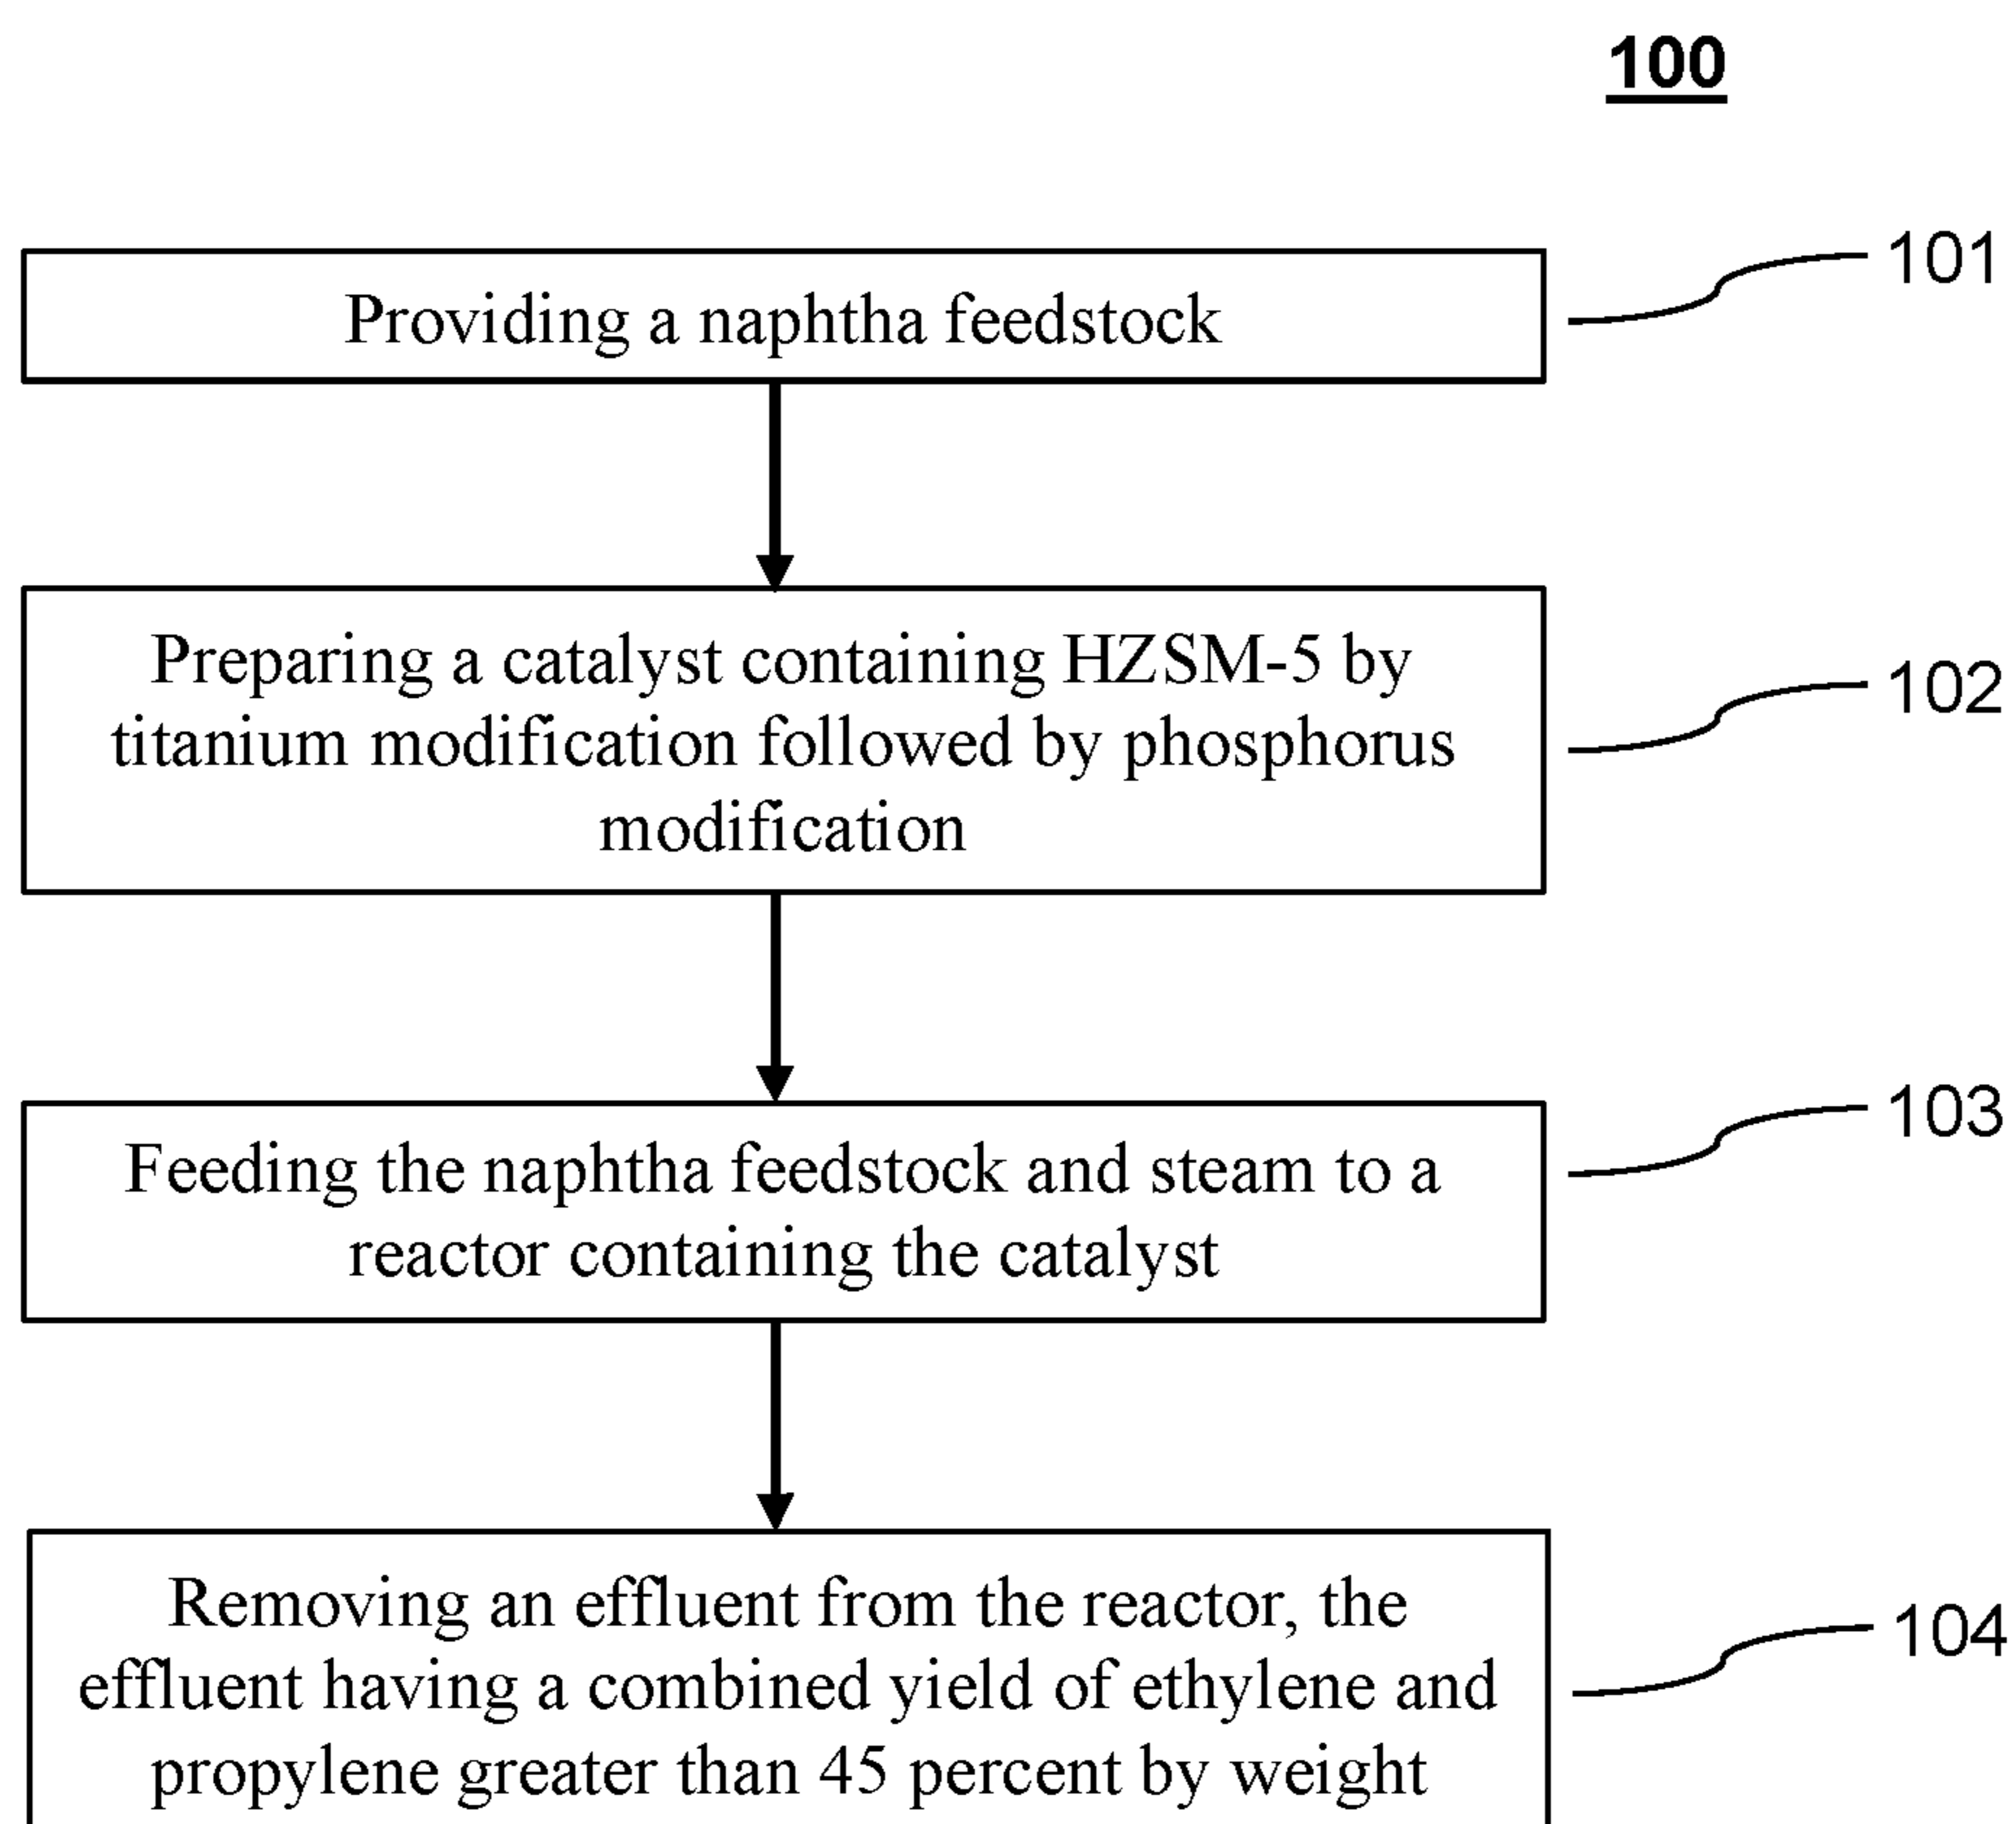 100
Providing a naphtha feedstock
101
Preparing a catalyst containing HZSM-5 by
titanium modification followed by phosphorus
modification
102
Feeding the naphtha feedstock and steam to a
reactor containing the catalyst
103
Removing an effluent from the reactor, the
effluent having a combined yield of ethylene and
propylene greater than 45 percent by weight
104